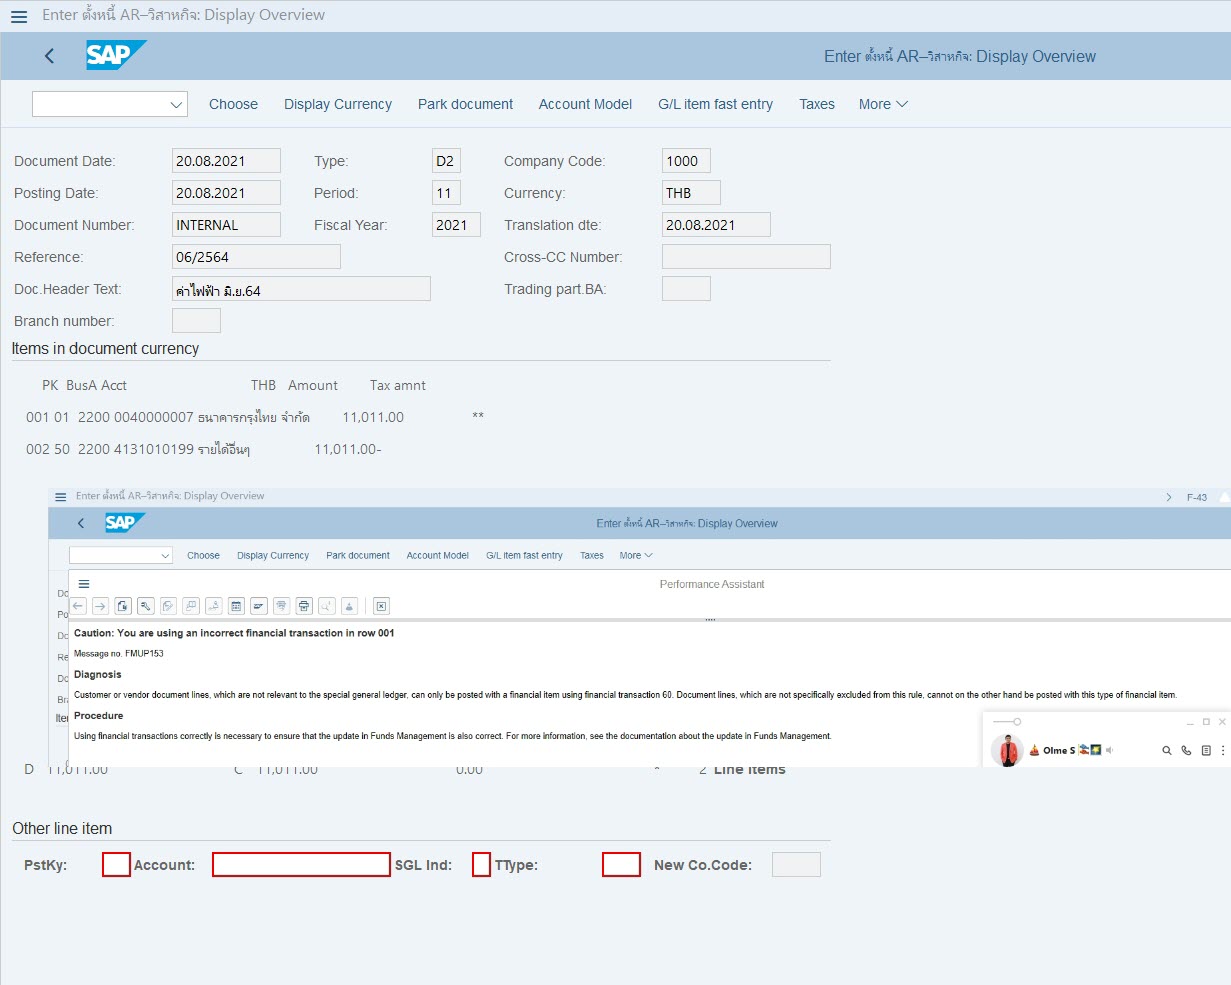 Enter ตั้งหนี้ AR–วิสาหกิจ: Display Overview
SAP Enter ตั้งหนี้ AR–วิสาหกิจ: Display Overview
Choose Display Currency Park document Account Model G/L item fast entry Taxes More
Document Date: 20.08.2021 Type: D2 Company Code: 1000
Posting Date: 20.08.2021 Period: 11 Currency: THB
Document Number: INTERNAL Fiscal Year: 2021 Translation dte: 20.08.2021
Reference: 06/2564 Cross-CC Number:
Doc.Header Text: ค่าไฟฟ้า มิ.ย.64 Trading part.BA:
Branch number:
Items in document currency
PK BusA Acct THB Amount Tax amnt
001 01 2200 0040000007 ธนาคารกรุงไทย จำกัด 11,011.00 **
002 50 2200 4131010199 รายได้อื่นๆ 11,011.00-
Enter ตั้งหนี้ AR–วิสาหกิจ: Display Overview F-43
SAP Enter ตั้งหนี้ AR–วิสาหกิจ: Display Overview
Choose Display Currency Park document Account Model G/L item fast entry Taxes More
Performance Assistant
Do
Po
Do
Re
Do
Bra
Iter
Caution: You are using an incorrect financial transaction in row 001
Message no. FMUP153
Diagnosis
Customer or vendor document lines, which are not relevant to the special general ledger, can only be posted with a financial item using financial transaction 60. Document lines, which are not specifically excluded from this rule, cannot on the other hand be posted with this type of financial item.
Procedure
Using financial transactions correctly is necessary to ensure that the update in Funds Management is also correct. For more information, see the documentation about the update in Funds Management.
Olme S
D 11,011.00 C 11,011.00 0.00 * 2 Line items
Other line item
PstKy: Account: SGL Ind: TType: New Co.Code: